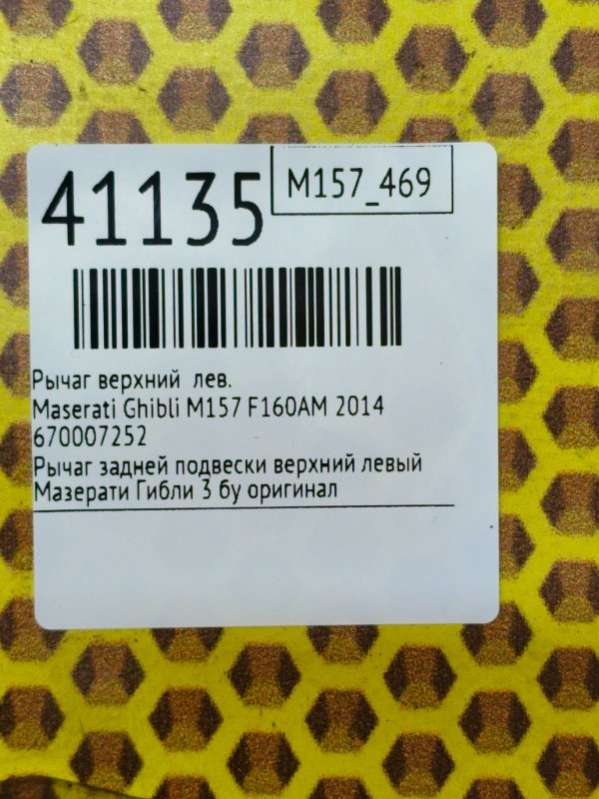 41135
M157_469
Рычаг верхний лев.
Maserati Ghibli M157 F160AM 2014
670007252
Рычаг задней подвески верхний левый
Мазерати Гибли 3 бу оригинал